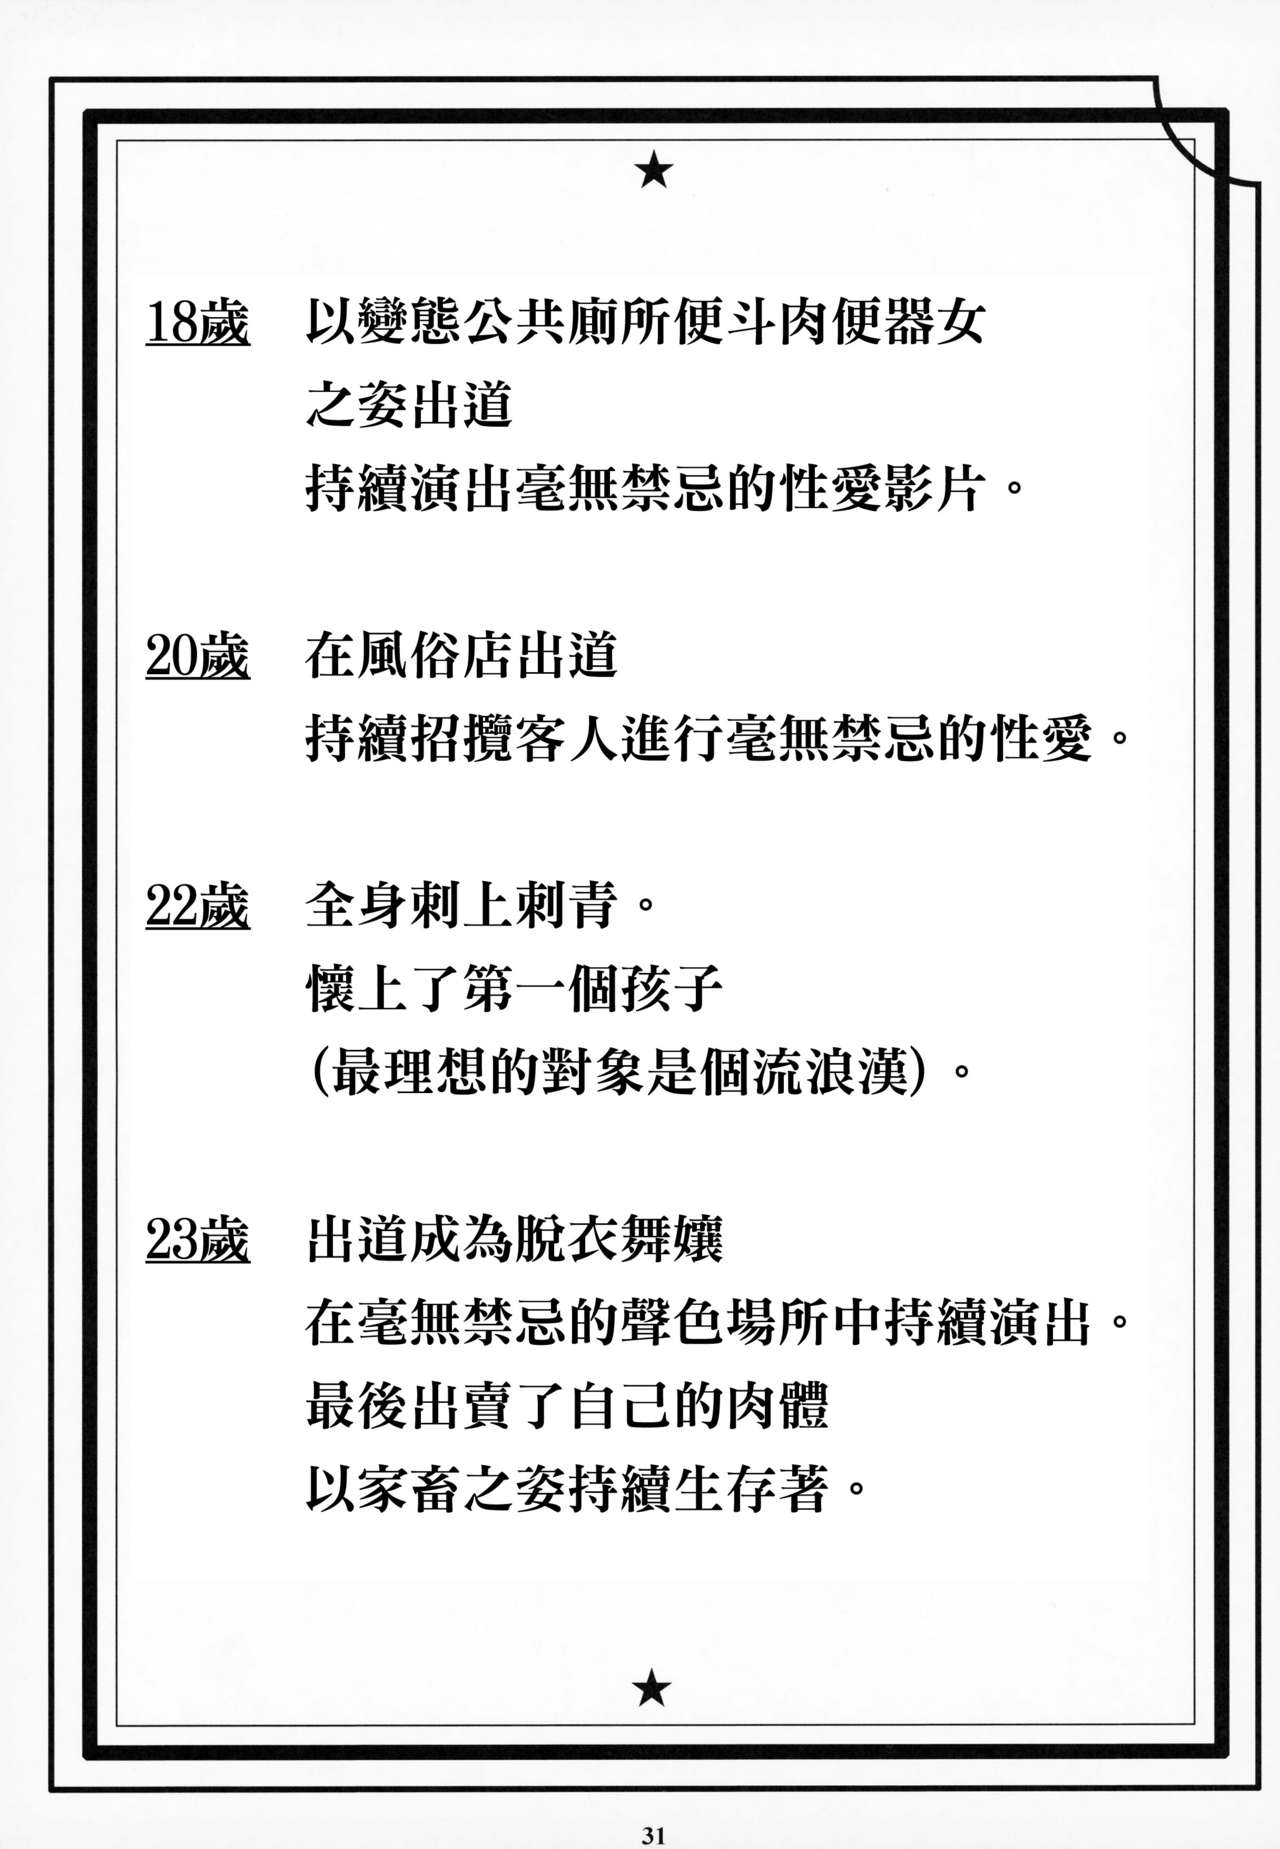 ★
18歲 以變態公共廁所便斗肉便器女
之姿出道
持續演出毫無禁忌的性愛影片。
20歲 在風俗店出道
持續招攬客人進行毫無禁忌的性愛。
22歲 全身刺上刺青。
懷上了第一個孩子
（最理想的對象是個流浪漢）。
23歲 出道成為脫衣舞孃
在毫無禁忌的聲色場所中持續演出。
最後出賣了自己的肉體
以家畜之姿持續生存著。
★
31